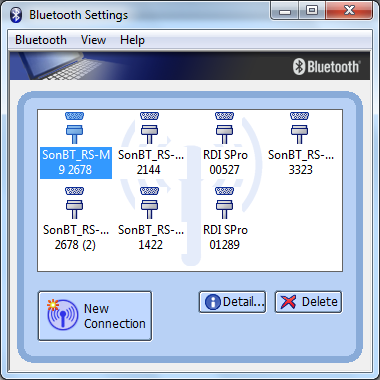 Bluetooth Settings
Bluetooth View Help
Bluetooth®
SonBT_RS-M
9 2678
SonBT_RS-...
2144
RDI SPro
00527
SonBT_RS-...
3323
SonBT_RS-...
2678 (2)
SonBT_RS-...
1422
RDI SPro
01289
New
Connection
Detail...
Delete